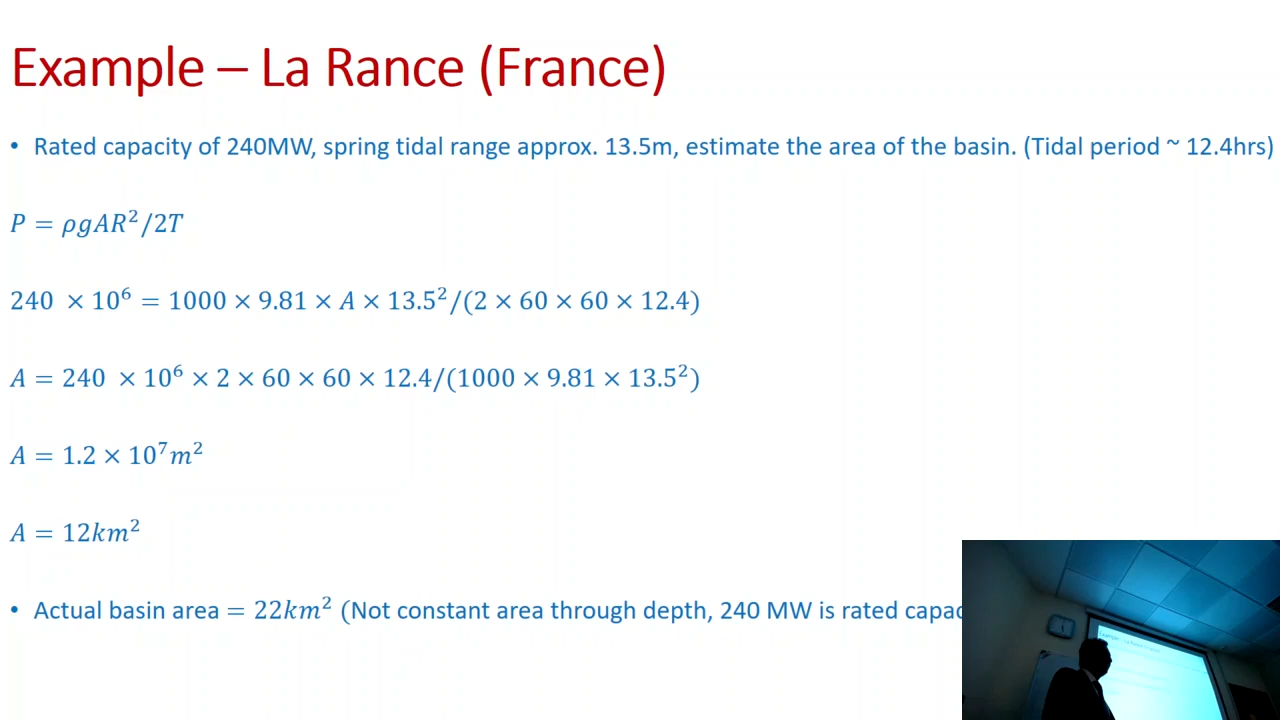 Example – La Rance (France)
• Rated capacity of 240MW, spring tidal range approx. 13.5m, estimate the area of the basin. (Tidal period ~ 12.4hrs)
P = ρgAR²/2T
240 × 10⁶ = 1000 × 9.81 × A × 13.5²/(2 × 60 × 60 × 12.4)
A = 240 × 10⁶ × 2 × 60 × 60 × 12.4/(1000 × 9.81 × 13.5²)
A = 1.2 × 10⁷m²
A = 12km²
• Actual basin area = 22km² (Not constant area through depth, 240 MW is rated